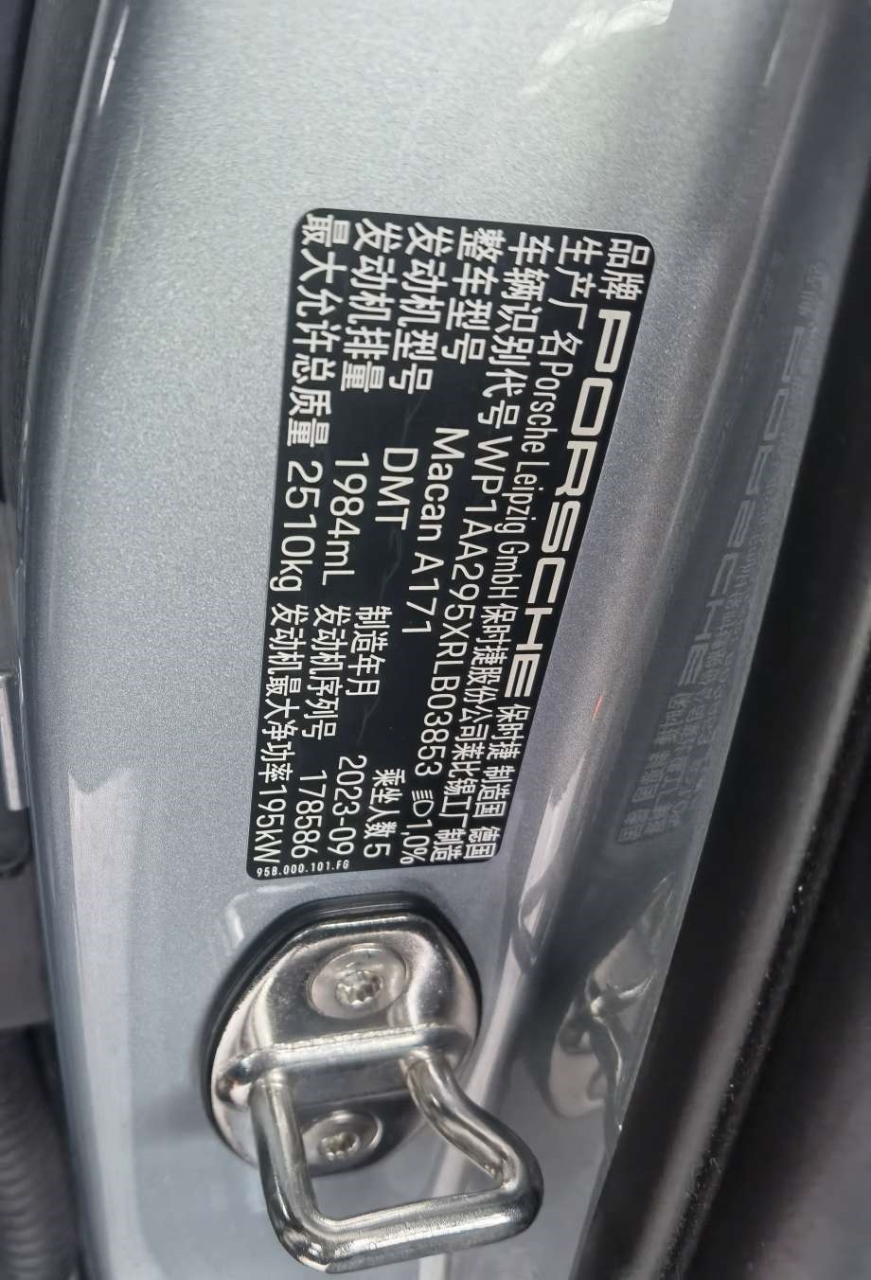 品牌 PORSCHE 保时捷 制造国 德国
生产厂名 Porsche Leipzig GmbH 保时捷股份公司莱比锡工厂 制造
车辆识别代号 WP1AA295XRLB03853 1,0%
整车型号 Macan A171 乘坐人数 5
发动机型号 DMT 制造年月 2023-09
发动机排量 1984mL 发动机序列号 178586
最大允许总质量 2510kg 发动机最大净功率 195kW
958.000.101.FG